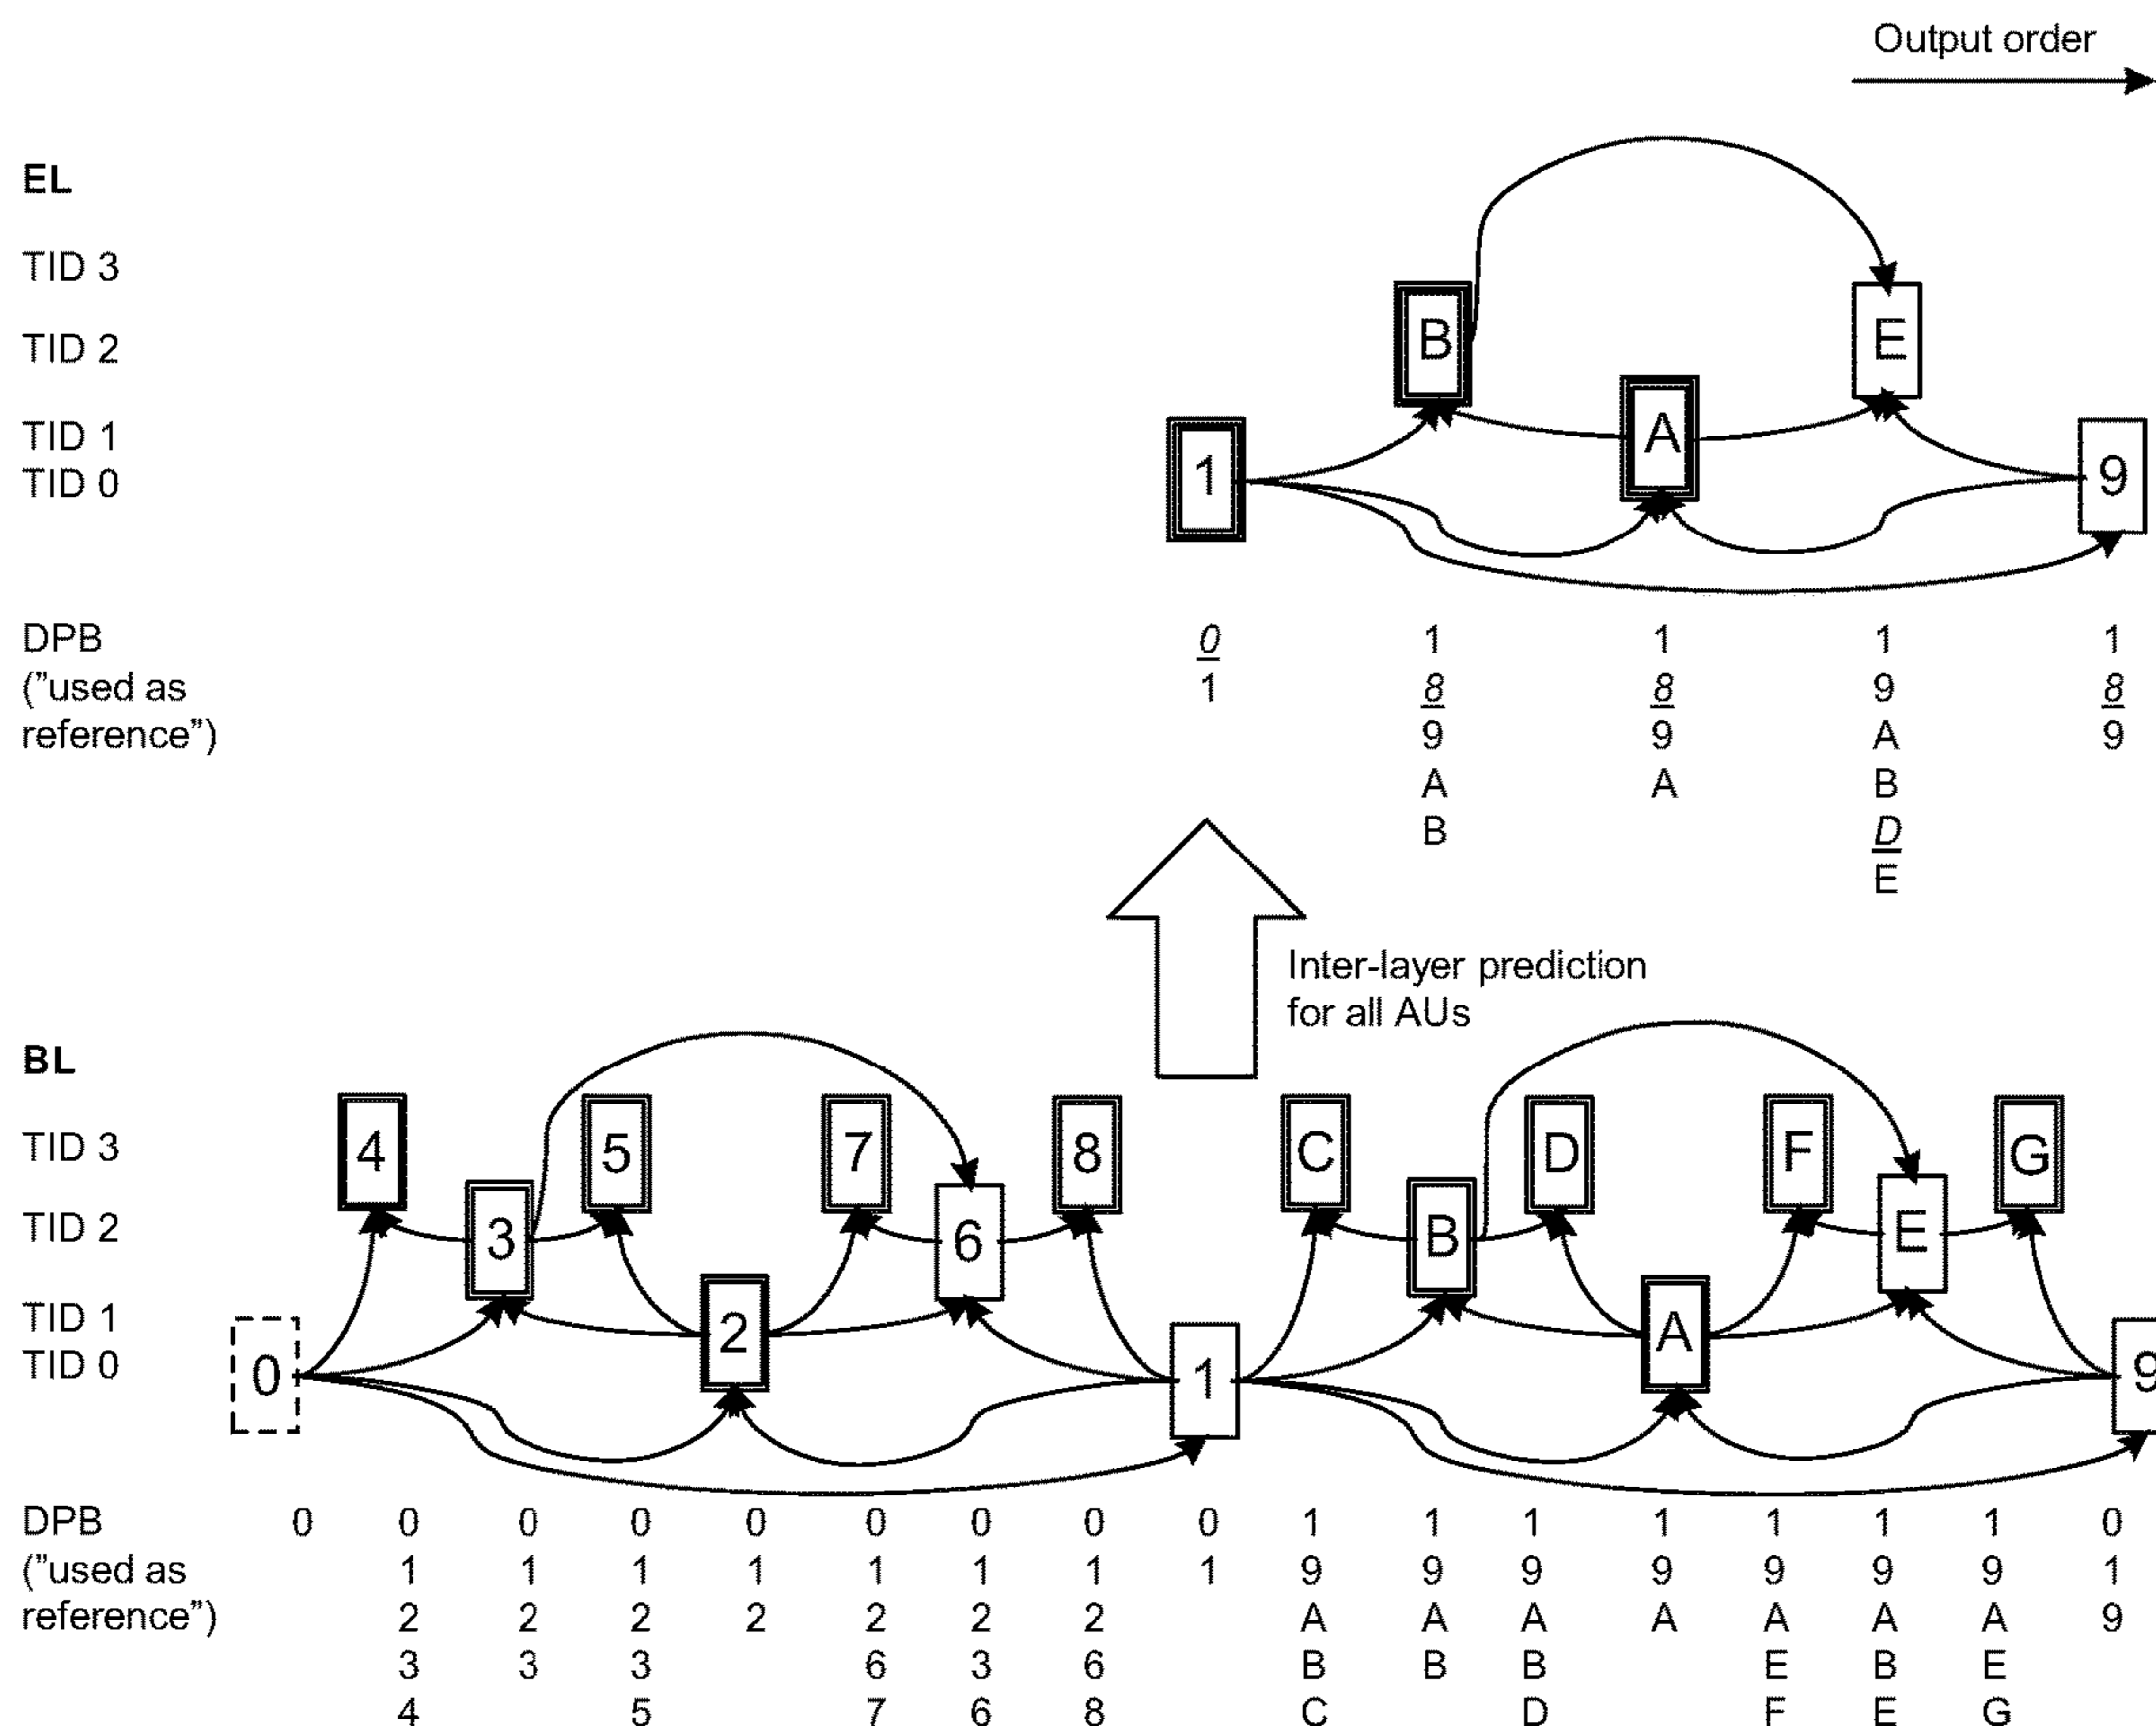 Output order
EL
TID 3
B E
TID 2
A
TID 1
1 9
TID 0
DPB 0 1 1 1 1
("used as 1 8 8 9 8
reference") 9 9 A 9
A A B
B D
E
Inter-layer prediction
for all AUs
BL
4 5 7 8 C D F G
TID 3
3 6 B E
TID 2
2 A
TID 1
0 1 9
TID 0
DPB 0 0 0 0 0 0 0 0 0 1 1 1 1 1 1 1 0
("used as 1 1 1 1 1 1 1 1 9 9 9 9 9 9 9 1
reference") 2 2 2 2 2 2 2 A A A A A A A 9
3 3 3 6 3 6 B B B E B E
4 5 7 6 8 C D F E G